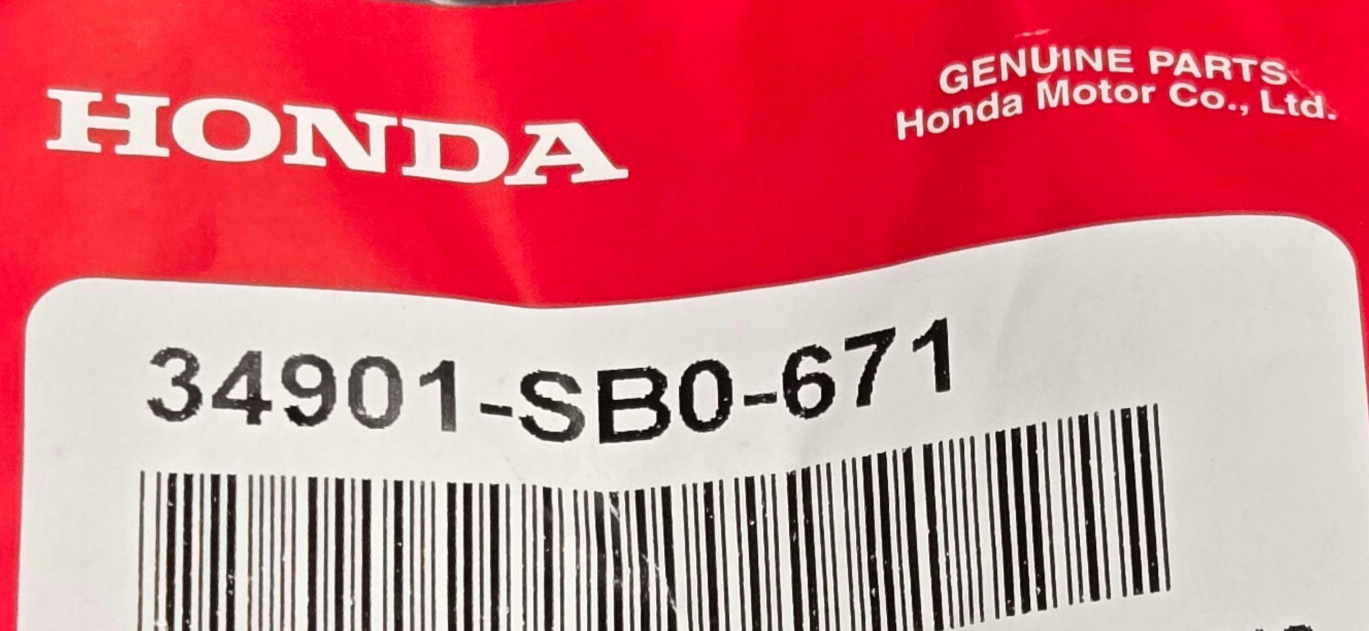 HONDA
GENUINE PARTS
Honda Motor Co., Ltd.
34901-SB0-671